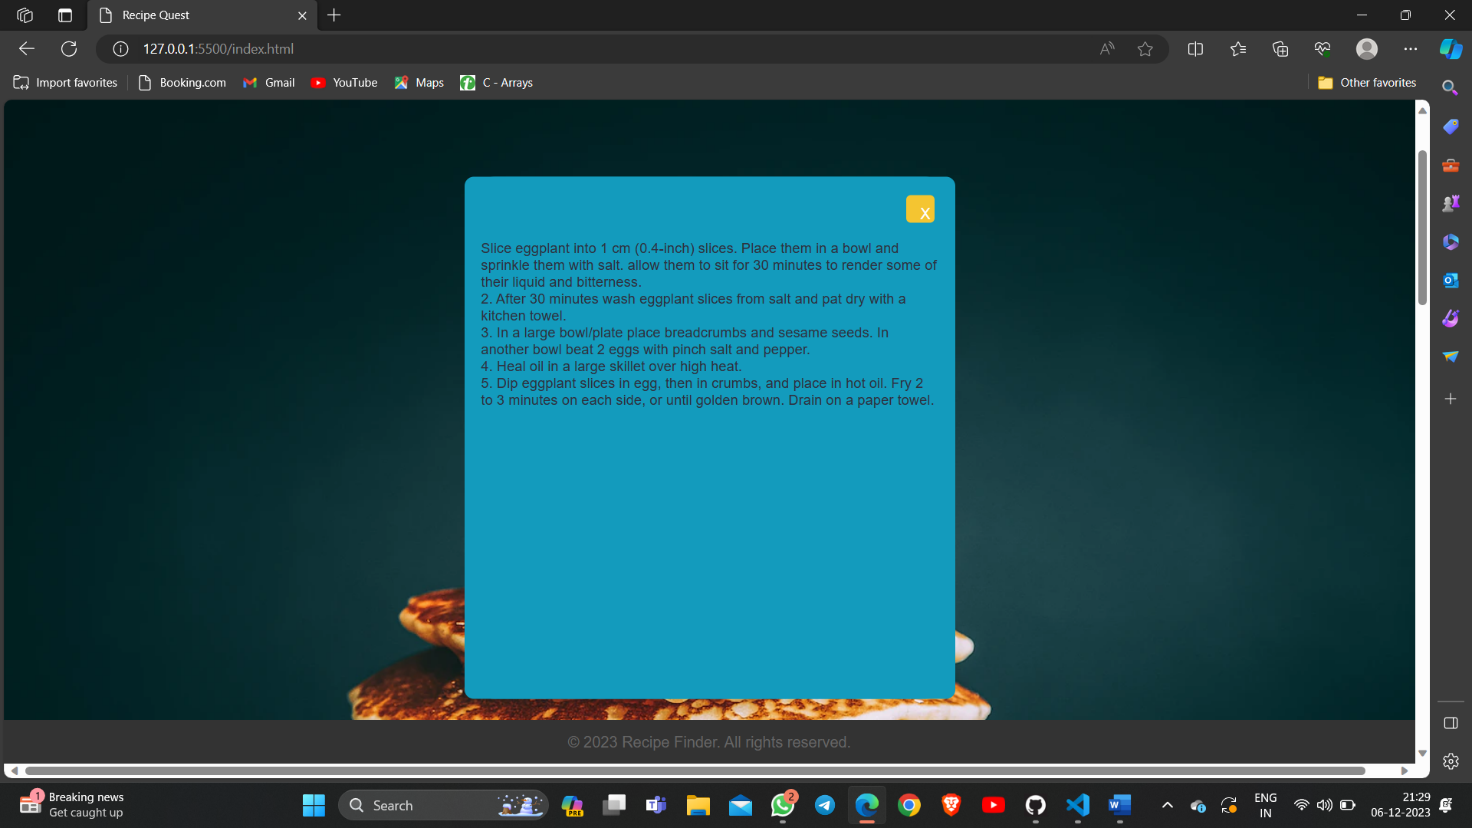 Recipe Quest
127.0.0.1:5500/index.html
Import favorites
Booking.com
Gmail
YouTube
Maps
C - Arrays
Other favorites
x
Slice eggplant into 1 cm (0.4-inch) slices. Place them in a bowl and
sprinkle them with salt. allow them to sit for 30 minutes to render some of
their liquid and bitterness.
2. After 30 minutes wash eggplant slices from salt and pat dry with a
kitchen towel.
3. In a large bowl/plate place breadcrumbs and sesame seeds. In
another bowl beat 2 eggs with pinch salt and pepper.
4. Heal oil in a large skillet over high heat.
5. Dip eggplant slices in egg, then in crumbs, and place in hot oil. Fry 2
to 3 minutes on each side, or until golden brown. Drain on a paper towel.
© 2023 Recipe Finder. All rights reserved.
1
Breaking news
Get caught up
Search
PRE
2
ENG
IN
21:29
06-12-2023